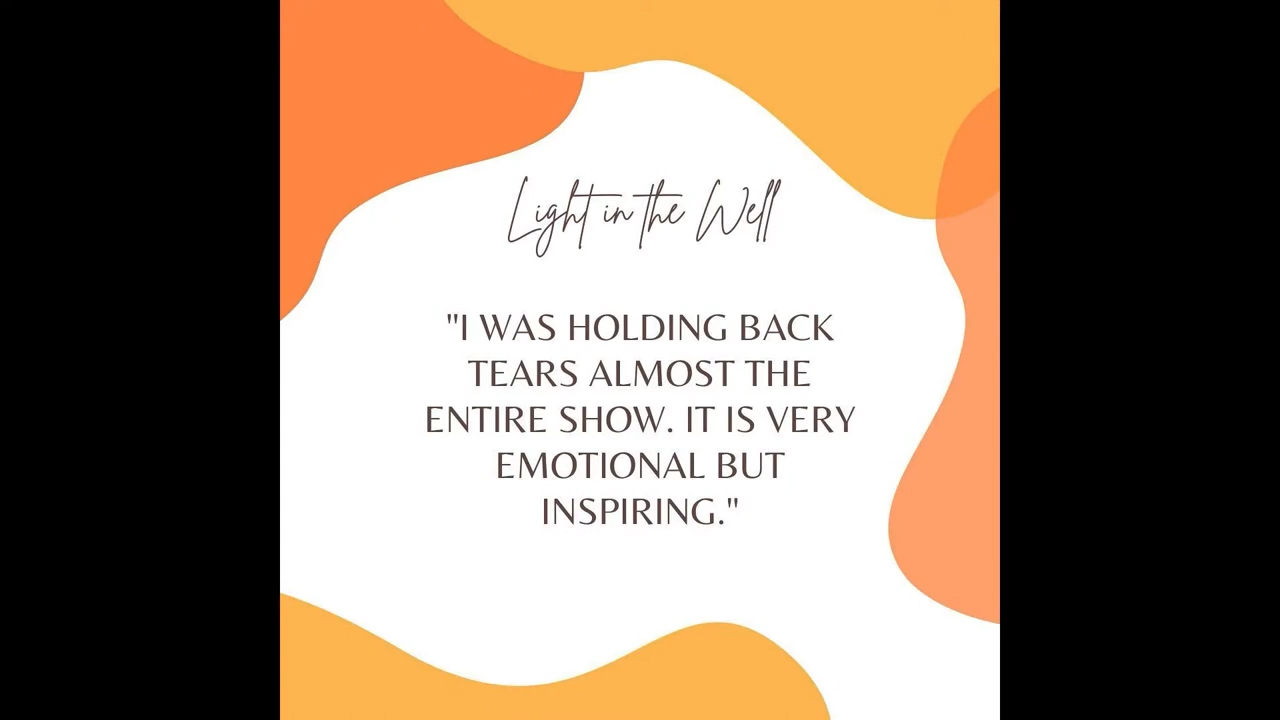 Light in the Well
"I WAS HOLDING BACK
TEARS ALMOST THE
ENTIRE SHOW. IT IS VERY
EMOTIONAL BUT
INSPIRING."